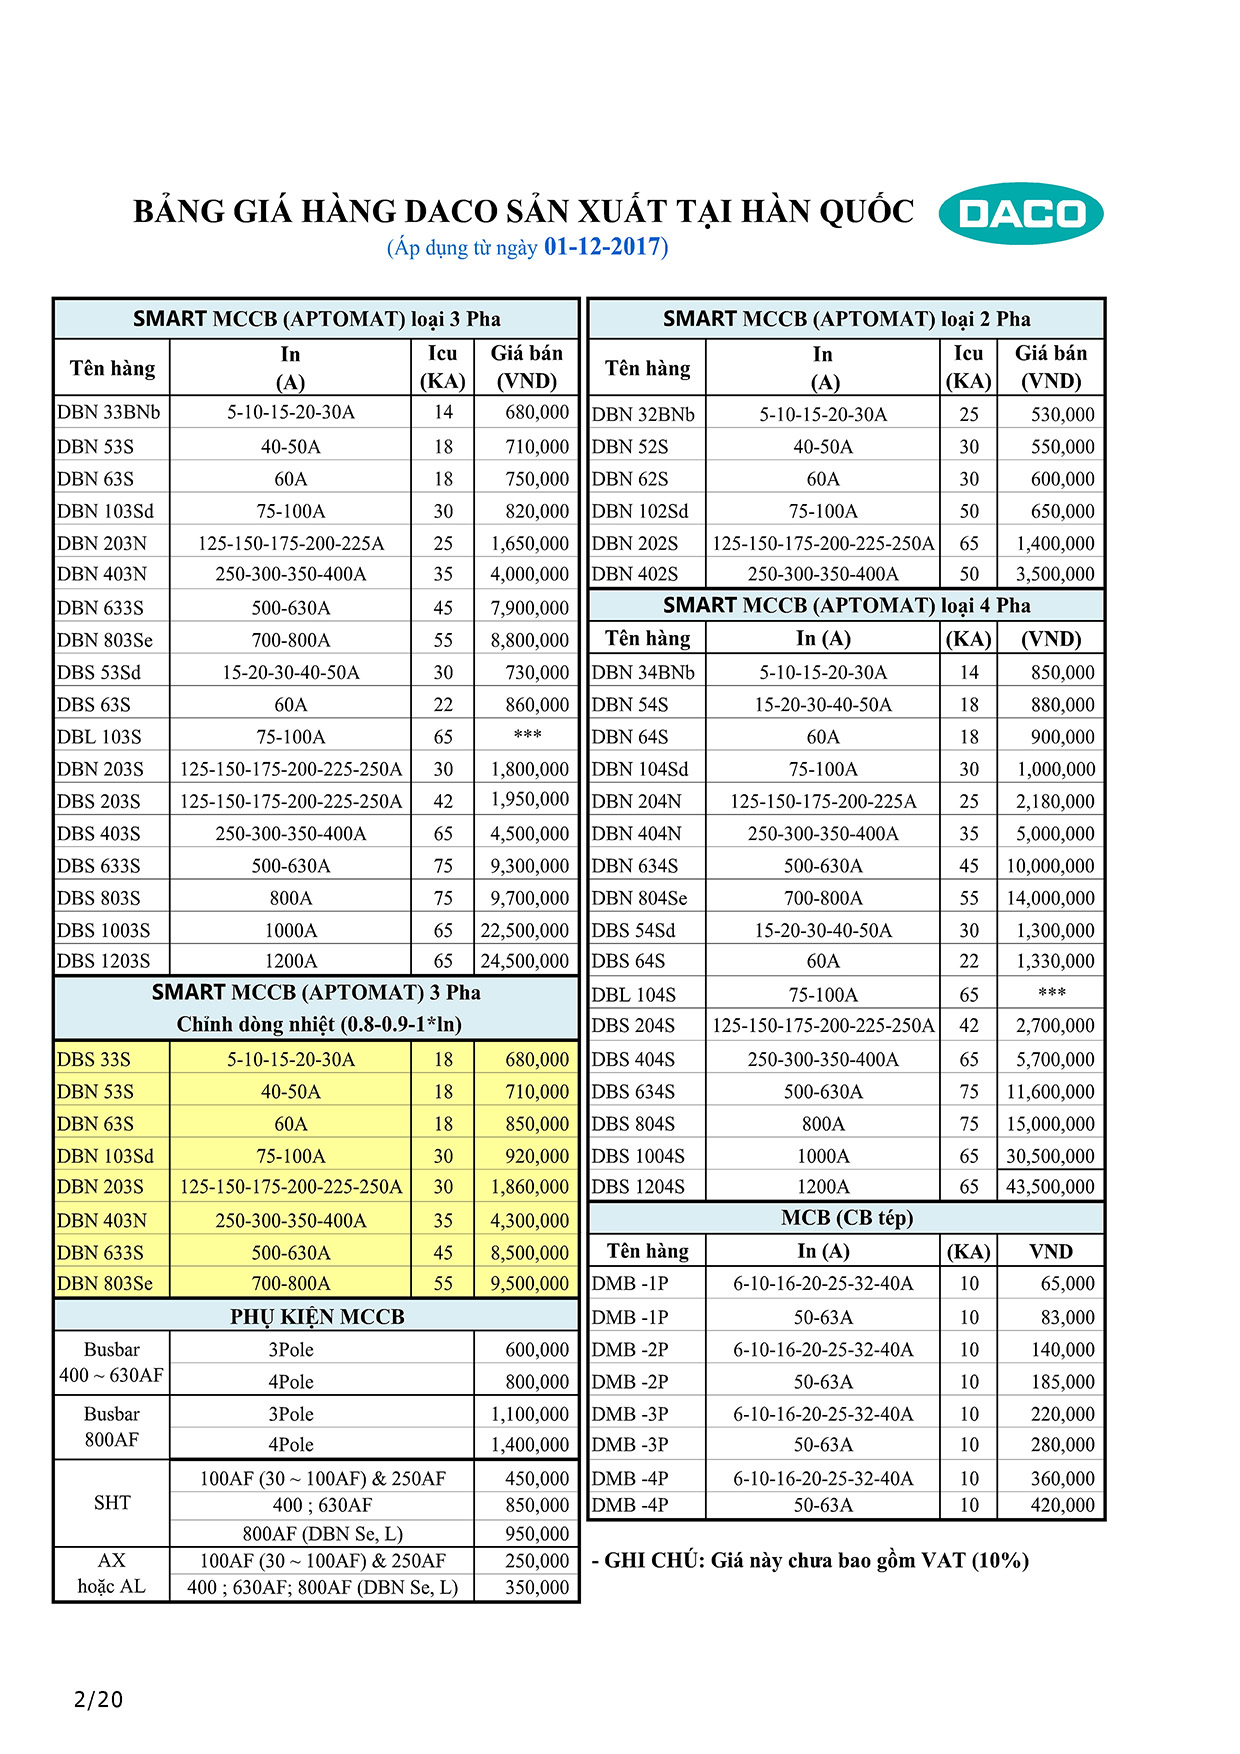 BẢNG GIÁ HÀNG DACO SẢN XUẤT TẠI HÀN QUỐC
DACO
(Áp dụng từ ngày 01-12-2017)
SMART MCCB (APTOMAT) loại 3 Pha
Tên hàng In (A) Icu (KA) Giá bán (VND)
DBN 33BNb 5-10-15-20-30A 14 680,000
DBN 53S 40-50A 18 710,000
DBN 63S 60A 18 750,000
DBN 103Sd 75-100A 30 820,000
DBN 203N 125-150-175-200-225A 25 1,650,000
DBN 403N 250-300-350-400A 35 4,000,000
DBN 633S 500-630A 45 7,900,000
DBN 803Se 700-800A 55 8,800,000
DBS 53Sd 15-20-30-40-50A 30 730,000
DBS 63S 60A 22 860,000
DBL 103S 75-100A 65 ***
DBN 203S 125-150-175-200-225-250A 30 1,800,000
DBS 203S 125-150-175-200-225-250A 42 1,950,000
DBS 403S 250-300-350-400A 65 4,500,000
DBS 633S 500-630A 75 9,300,000
DBS 803S 800A 75 9,700,000
DBS 1003S 1000A 65 22,500,000
DBS 1203S 1200A 65 24,500,000
SMART MCCB (APTOMAT) 3 Pha
Chỉnh dòng nhiệt (0.8-0.9-1*ln)
DBS 33S 5-10-15-20-30A 18 680,000
DBN 53S 40-50A 18 710,000
DBN 63S 60A 18 850,000
DBN 103Sd 75-100A 30 920,000
DBN 203S 125-150-175-200-225-250A 30 1,860,000
DBN 403N 250-300-350-400A 35 4,300,000
DBN 633S 500-630A 45 8,500,000
DBN 803Se 700-800A 55 9,500,000
PHỤ KIỆN MCCB
Busbar 400 ~ 630AF 3Pole 600,000
4Pole 800,000
Busbar 800AF 3Pole 1,100,000
4Pole 1,400,000
SHT 100AF (30 ~ 100AF) & 250AF 450,000
400 ; 630AF 850,000
800AF (DBN Se, L) 950,000
AX hoặc AL 100AF (30 ~ 100AF) & 250AF 250,000
400 ; 630AF; 800AF (DBN Se, L) 350,000
SMART MCCB (APTOMAT) loại 2 Pha
Tên hàng In (A) Icu (KA) Giá bán (VND)
DBN 32BNb 5-10-15-20-30A 25 530,000
DBN 52S 40-50A 30 550,000
DBN 62S 60A 30 600,000
DBN 102Sd 75-100A 50 650,000
DBN 202S 125-150-175-200-225-250A 65 1,400,000
DBN 402S 250-300-350-400A 50 3,500,000
SMART MCCB (APTOMAT) loại 4 Pha
Tên hàng In (A) (KA) (VND)
DBN 34BNb 5-10-15-20-30A 14 850,000
DBN 54S 15-20-30-40-50A 18 880,000
DBN 64S 60A 18 900,000
DBN 104Sd 75-100A 30 1,000,000
DBN 204N 125-150-175-200-225A 25 2,180,000
DBN 404N 250-300-350-400A 35 5,000,000
DBN 634S 500-630A 45 10,000,000
DBN 804Se 700-800A 55 14,000,000
DBS 54Sd 15-20-30-40-50A 30 1,300,000
DBS 64S 60A 22 1,330,000
DBL 104S 75-100A 65 ***
DBS 204S 125-150-175-200-225-250A 42 2,700,000
DBS 404S 250-300-350-400A 65 5,700,000
DBS 634S 500-630A 75 11,600,000
DBS 804S 800A 75 15,000,000
DBS 1004S 1000A 65 30,500,000
DBS 1204S 1200A 65 43,500,000
MCB (CB tép)
Tên hàng In (A) (KA) VND
DMB -1P 6-10-16-20-25-32-40A 10 65,000
DMB -1P 50-63A 10 83,000
DMB -2P 6-10-16-20-25-32-40A 10 140,000
DMB -2P 50-63A 10 185,000
DMB -3P 6-10-16-20-25-32-40A 10 220,000
DMB -3P 50-63A 10 280,000
DMB -4P 6-10-16-20-25-32-40A 10 360,000
DMB -4P 50-63A 10 420,000
- GHI CHÚ: Giá này chưa bao gồm VAT (10%)
2/20